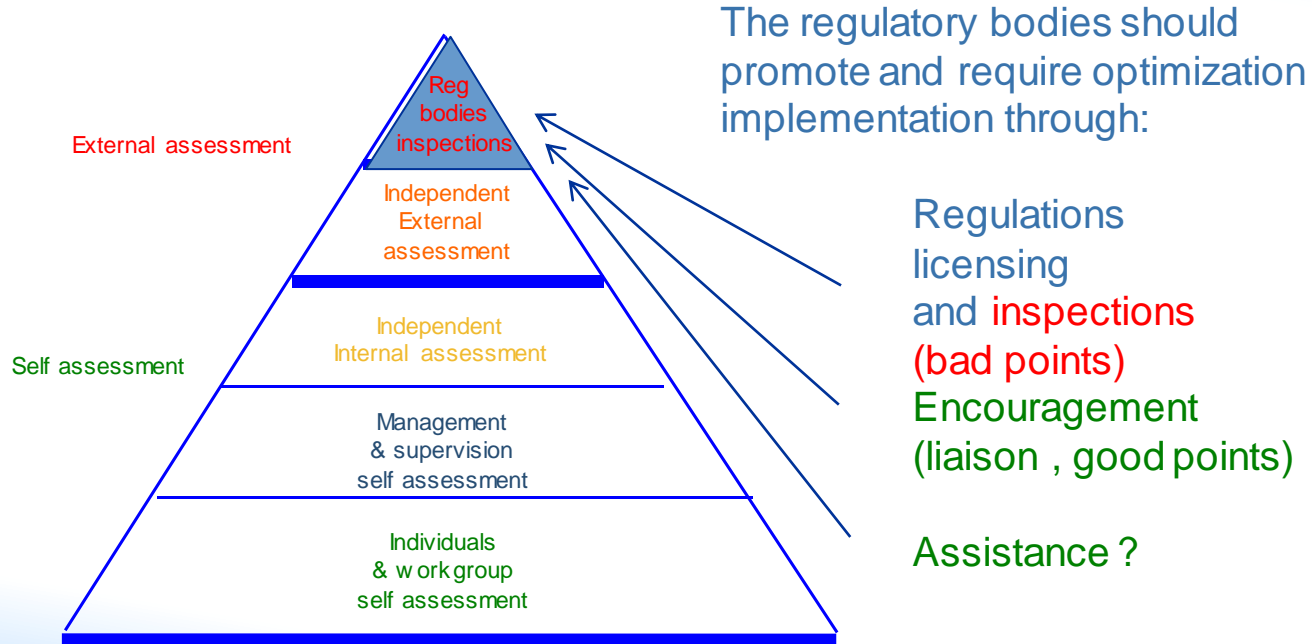 The regulatory bodies should
promote and require optimization
implementation through:
Reg
bodies
inspections
External assessment
Independent
External
assessment
Independent
Internal assessment
Self assessment
Management
& supervision
self assessment
Individuals
& workgroup
self assessment
Regulations
licensing
and inspections
(bad points)
Encouragement
(liaison , good points)
Assistance ?